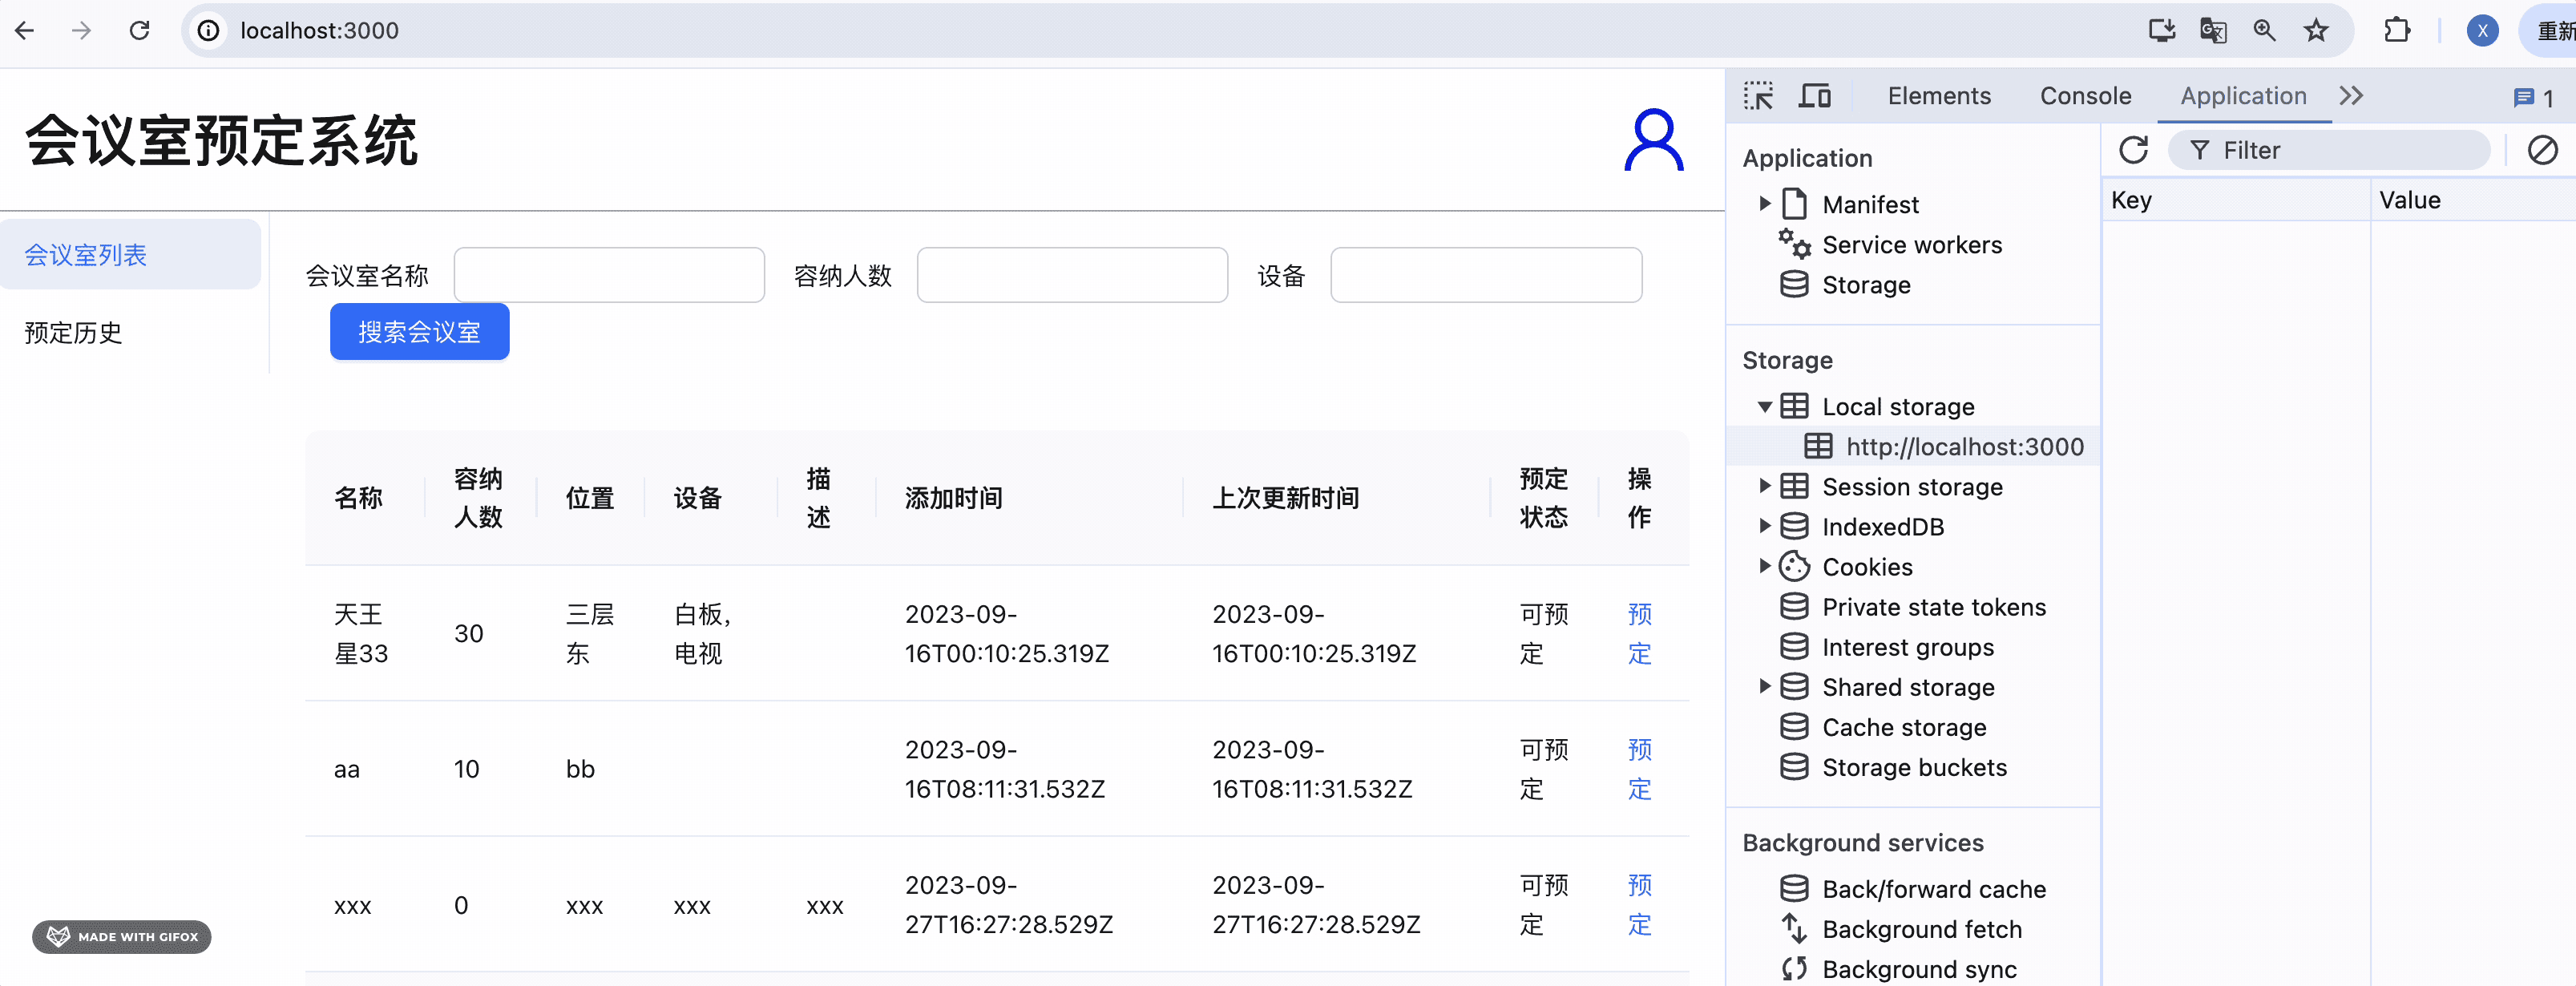 localhost:3000
X
重新
会议室预定系统
会议室列表
预定历史
会议室名称
容纳人数
设备
搜索会议室
名称
容纳
人数
位置
设备
描
述
添加时间
上次更新时间
预定
状态
操
作
天王
星33
30
三层
东
白板,
电视
2023-09-
16T00:10:25.319Z
2023-09-
16T00:10:25.319Z
可预
定
预
定
aa
10
bb
2023-09-
16T08:11:31.532Z
2023-09-
16T08:11:31.532Z
可预
定
预
定
xxx
0
xxx
xxx
xxx
2023-09-
27T16:27:28.529Z
2023-09-
27T16:27:28.529Z
可预
定
预
定
MADE WITH GIFOX
Elements
Console
Application
1
Application
Manifest
Service workers
Storage
Storage
Local storage
http://localhost:3000
Session storage
IndexedDB
Cookies
Private state tokens
Interest groups
Shared storage
Cache storage
Storage buckets
Background services
Back/forward cache
Background fetch
Background sync
Filter
Key
Value